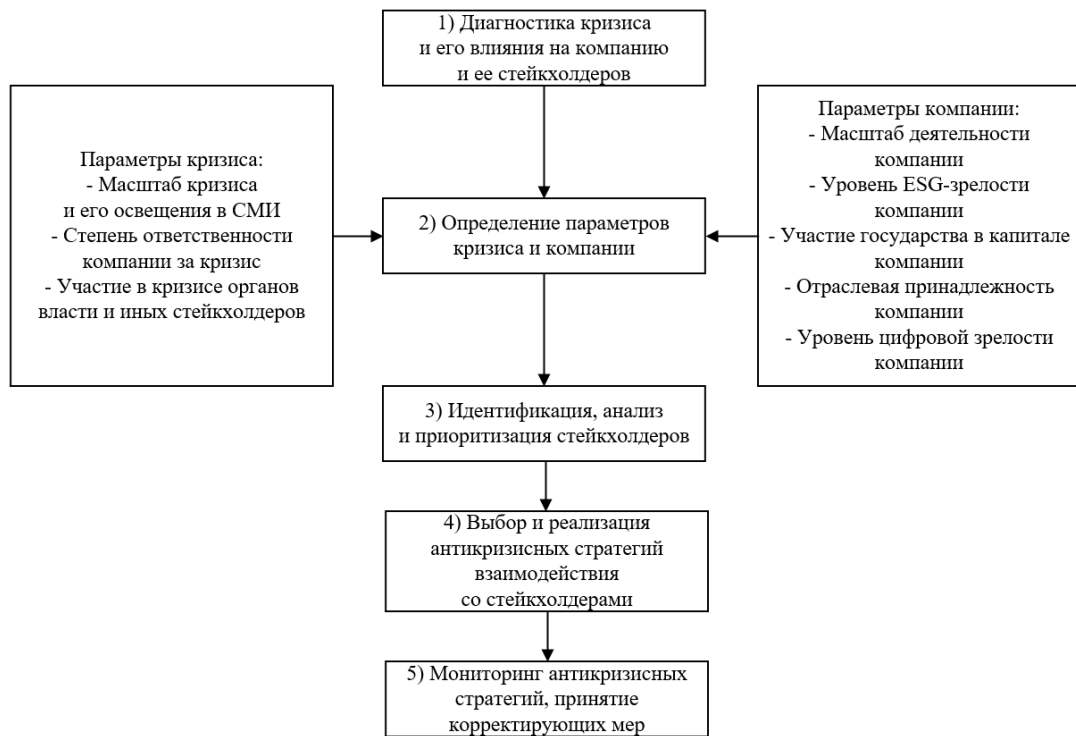 1) Диагностика кризиса
и его влияния на компанию
и ее стейкхолдеров
Параметры кризиса:
- Масштаб кризиса
и его освещения в СМИ
- Степень ответственности
компании за кризис
- Участие в кризисе органов
власти и иных стейкхолдеров
2) Определение параметров
кризиса и компании
Параметры компании:
- Масштаб деятельности
компании
- Уровень ESG-зрелости
компании
- Участие государства в капитале
компании
- Отраслевая принадлежность
компании
- Уровень цифровой зрелости
компании
3) Идентификация, анализ
и приоритизация стейкхолдеров
4) Выбор и реализация
антикризисных стратегий
взаимодействия
со стейкхолдерами
5) Мониторинг антикризисных
стратегий, принятие
корректирующих мер